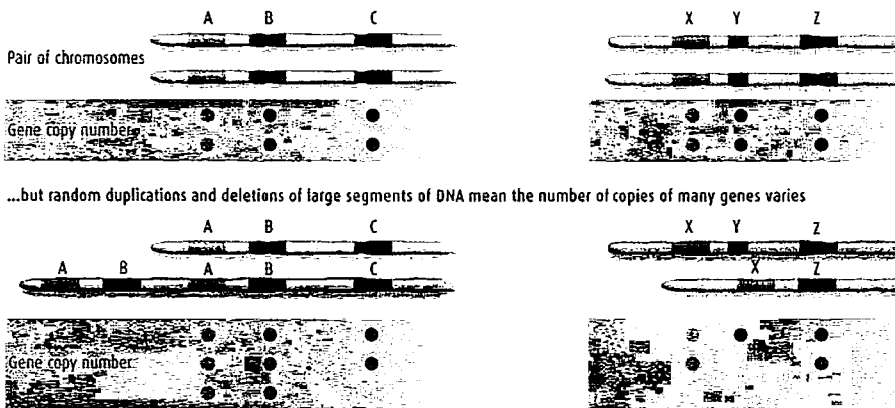 A B C X Y Z
Pair of chromosomes
Gene copy number
...but random duplications and deletions of large segments of DNA mean the number of copies of many genes varies
A B C X Y Z
A B A B C X Z
Gene copy number